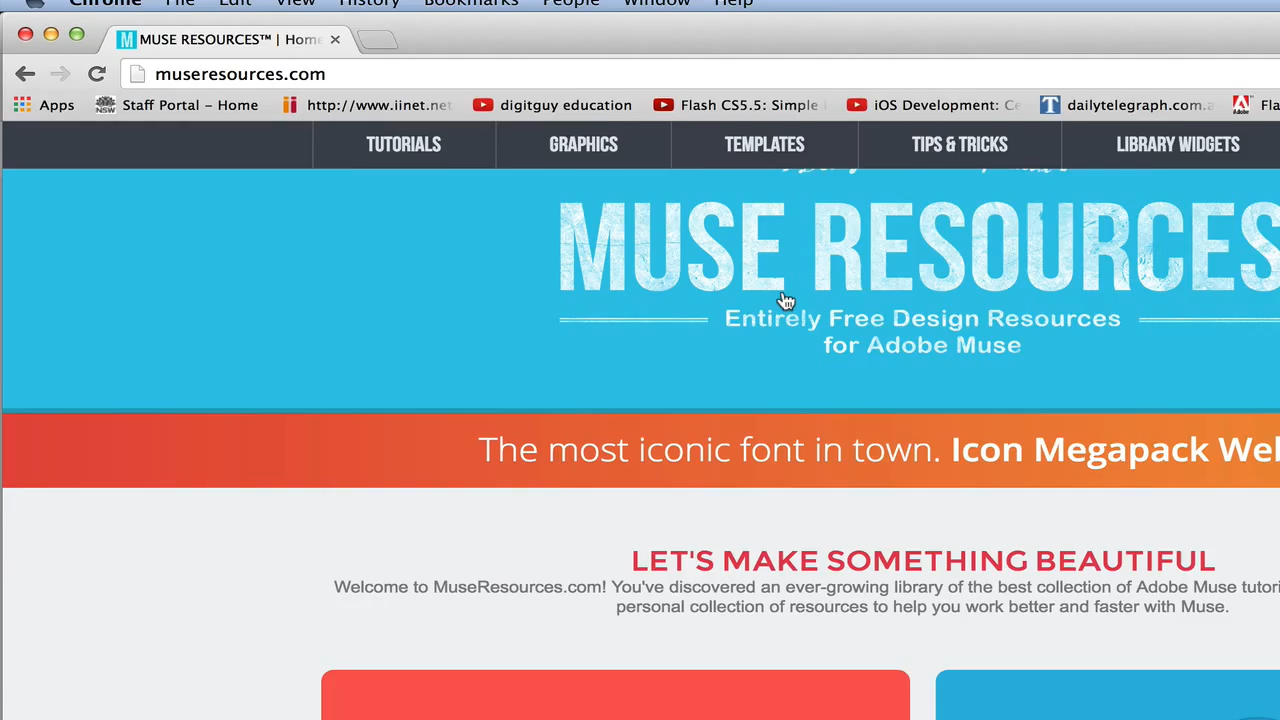 Chrome File Edit View History Bookmarks People Window Help
MUSE RESOURCES™ | Home
museresources.com
Apps Staff Portal – Home http://www.iinet.net digitguy education Flash CS5.5: Simple iOS Development: Ce dailytelegraph.com.a Fla
TUTORIALS GRAPHICS TEMPLATES TIPS & TRICKS LIBRARY WIDGETS
MUSE RESOURCES
Entirely Free Design Resources
for Adobe Muse
The most iconic font in town. Icon Megapack Wel
LET'S MAKE SOMETHING BEAUTIFUL
Welcome to MuseResources.com! You've discovered an ever-growing library of the best collection of Adobe Muse tutori
personal collection of resources to help you work better and faster with Muse.